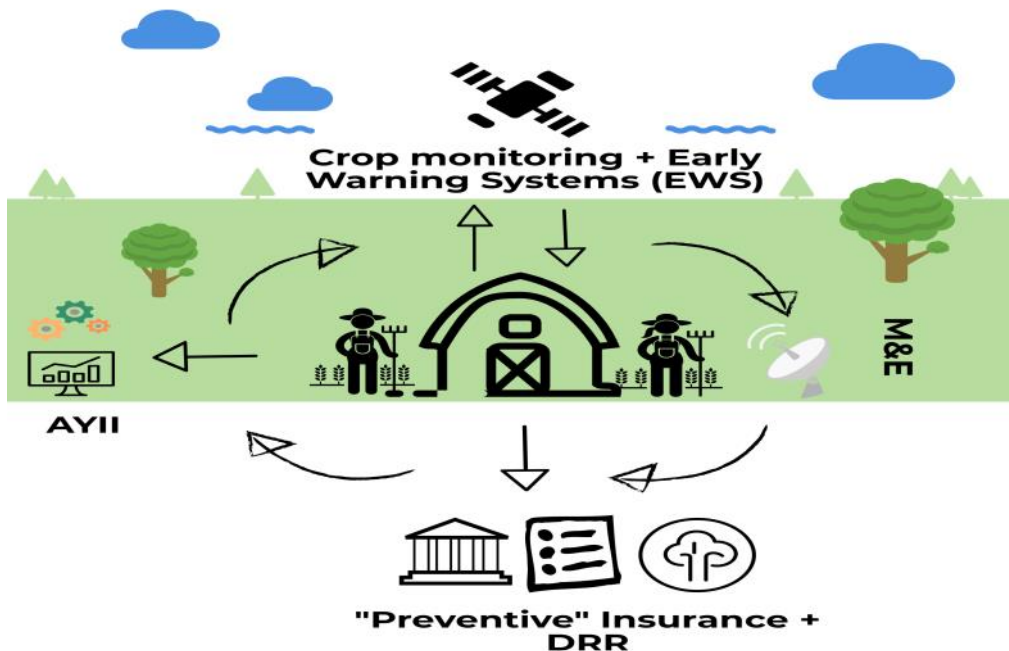 Crop monitoring + Early
Warning Systems (EWS)
M&E
AYII
"Preventive" Insurance +
DRR